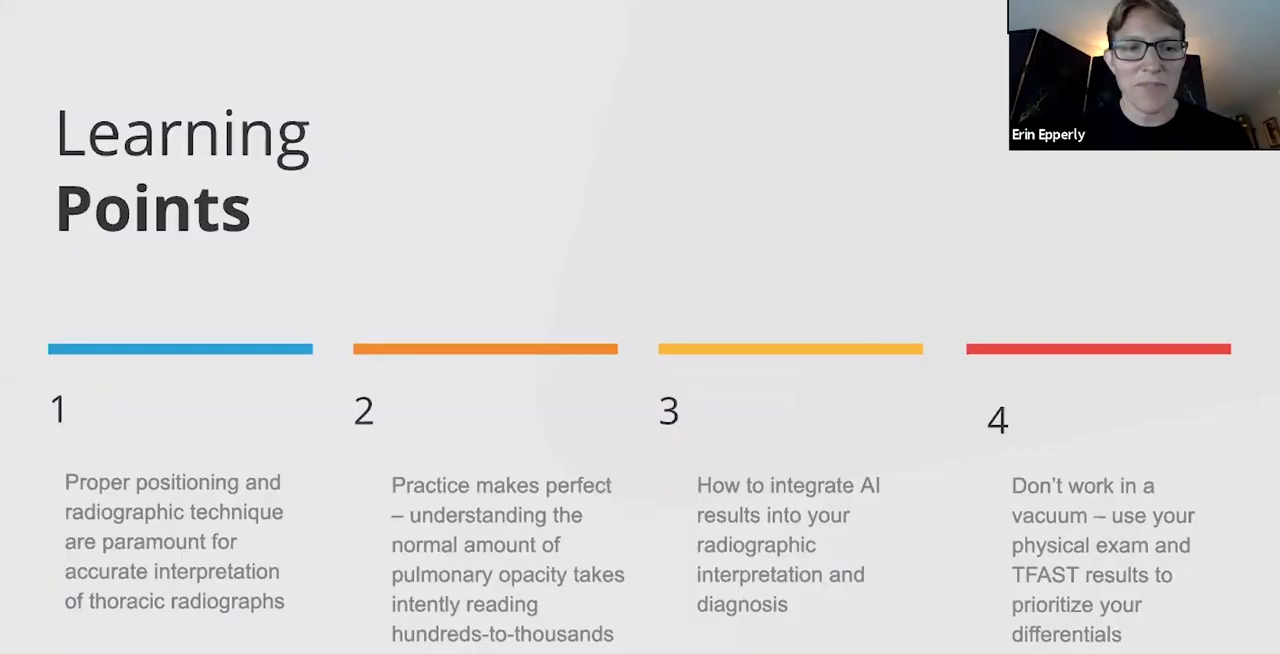 Learning
Points
Erin Epperly
1
Proper positioning and
radiographic technique
are paramount for
accurate interpretation
of thoracic radiographs
2
Practice makes perfect
– understanding the
normal amount of
pulmonary opacity takes
intently reading
hundreds-to-thousands
3
How to integrate AI
results into your
radiographic
interpretation and
diagnosis
4
Don’t work in a
vacuum – use your
physical exam and
TFAST results to
prioritize your
differentials